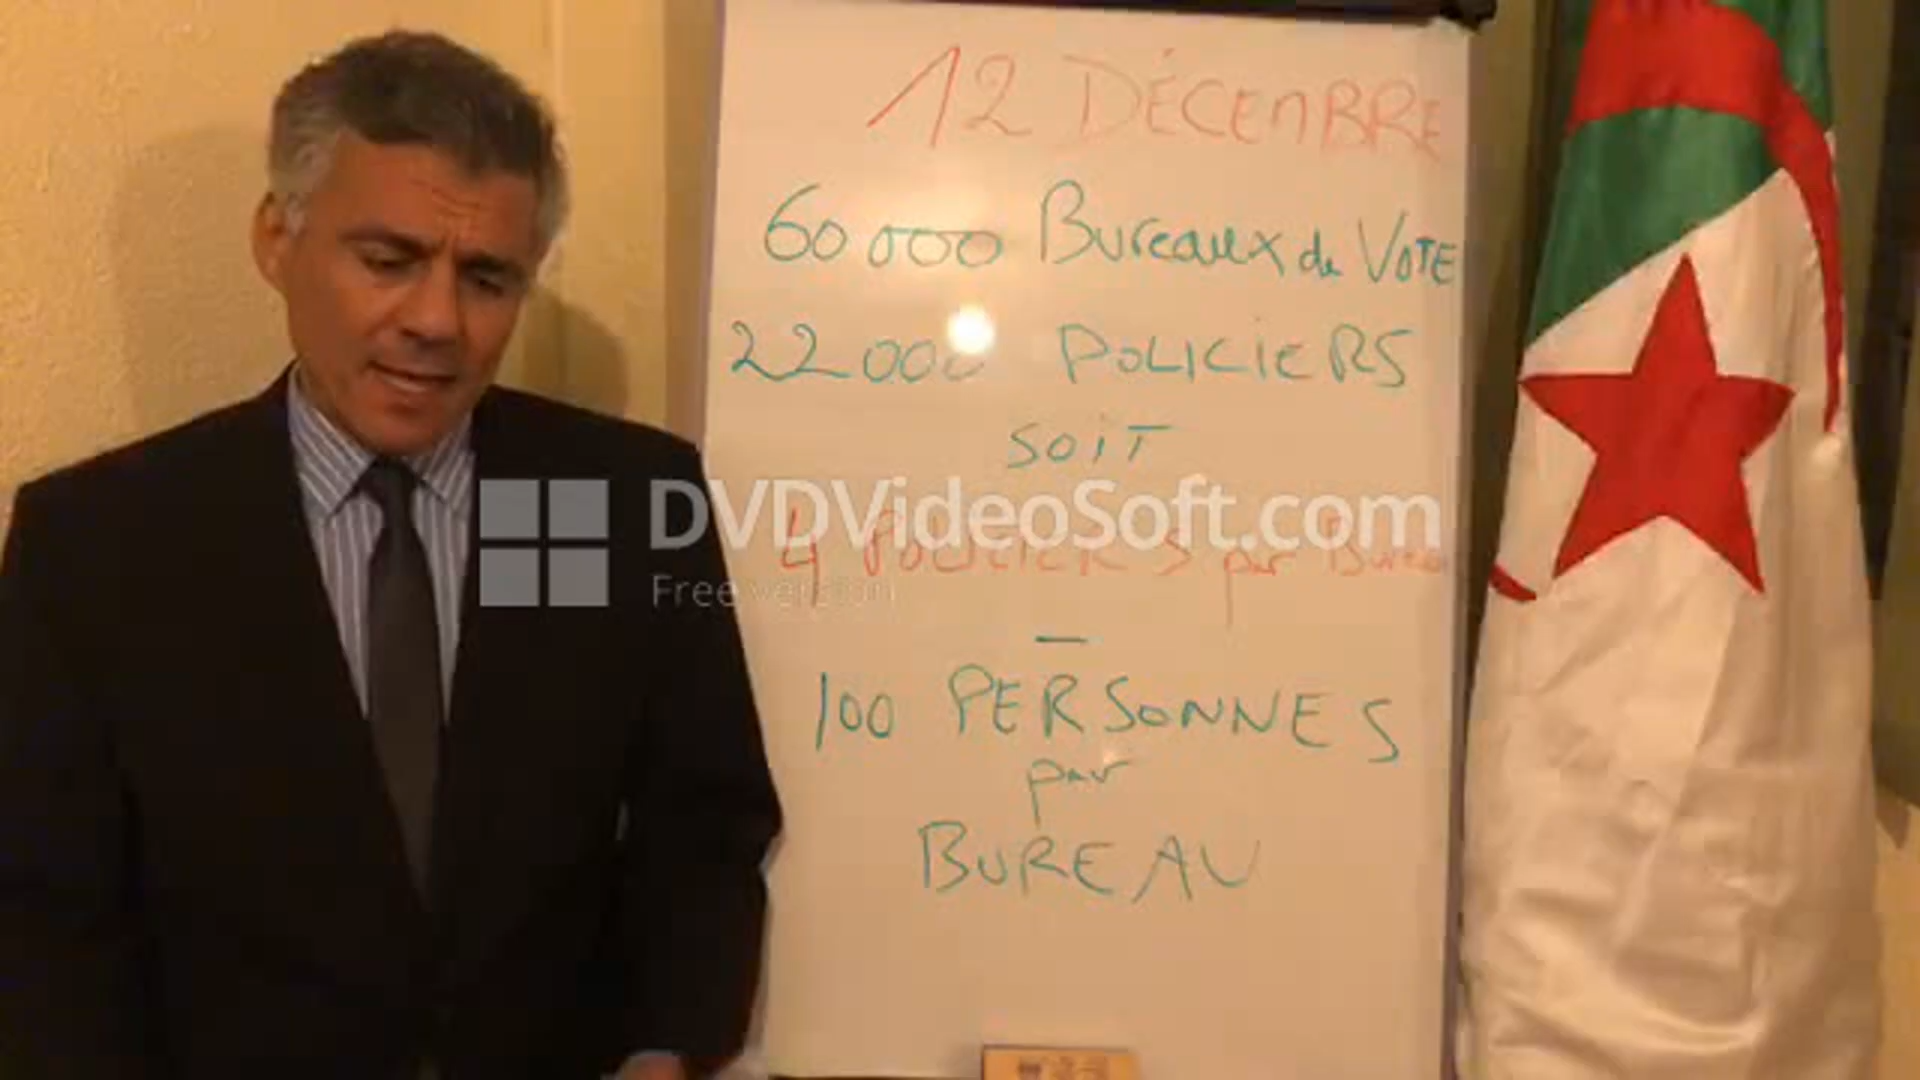 12 DÉCEMBRE
60 000 Bureaux de VOTE
22 000 POLICIERS
SOIT
DVDVideoSoft.com
4 POLICIERS par Bureau
Free version
100 PERSONNES
par
BUREAU